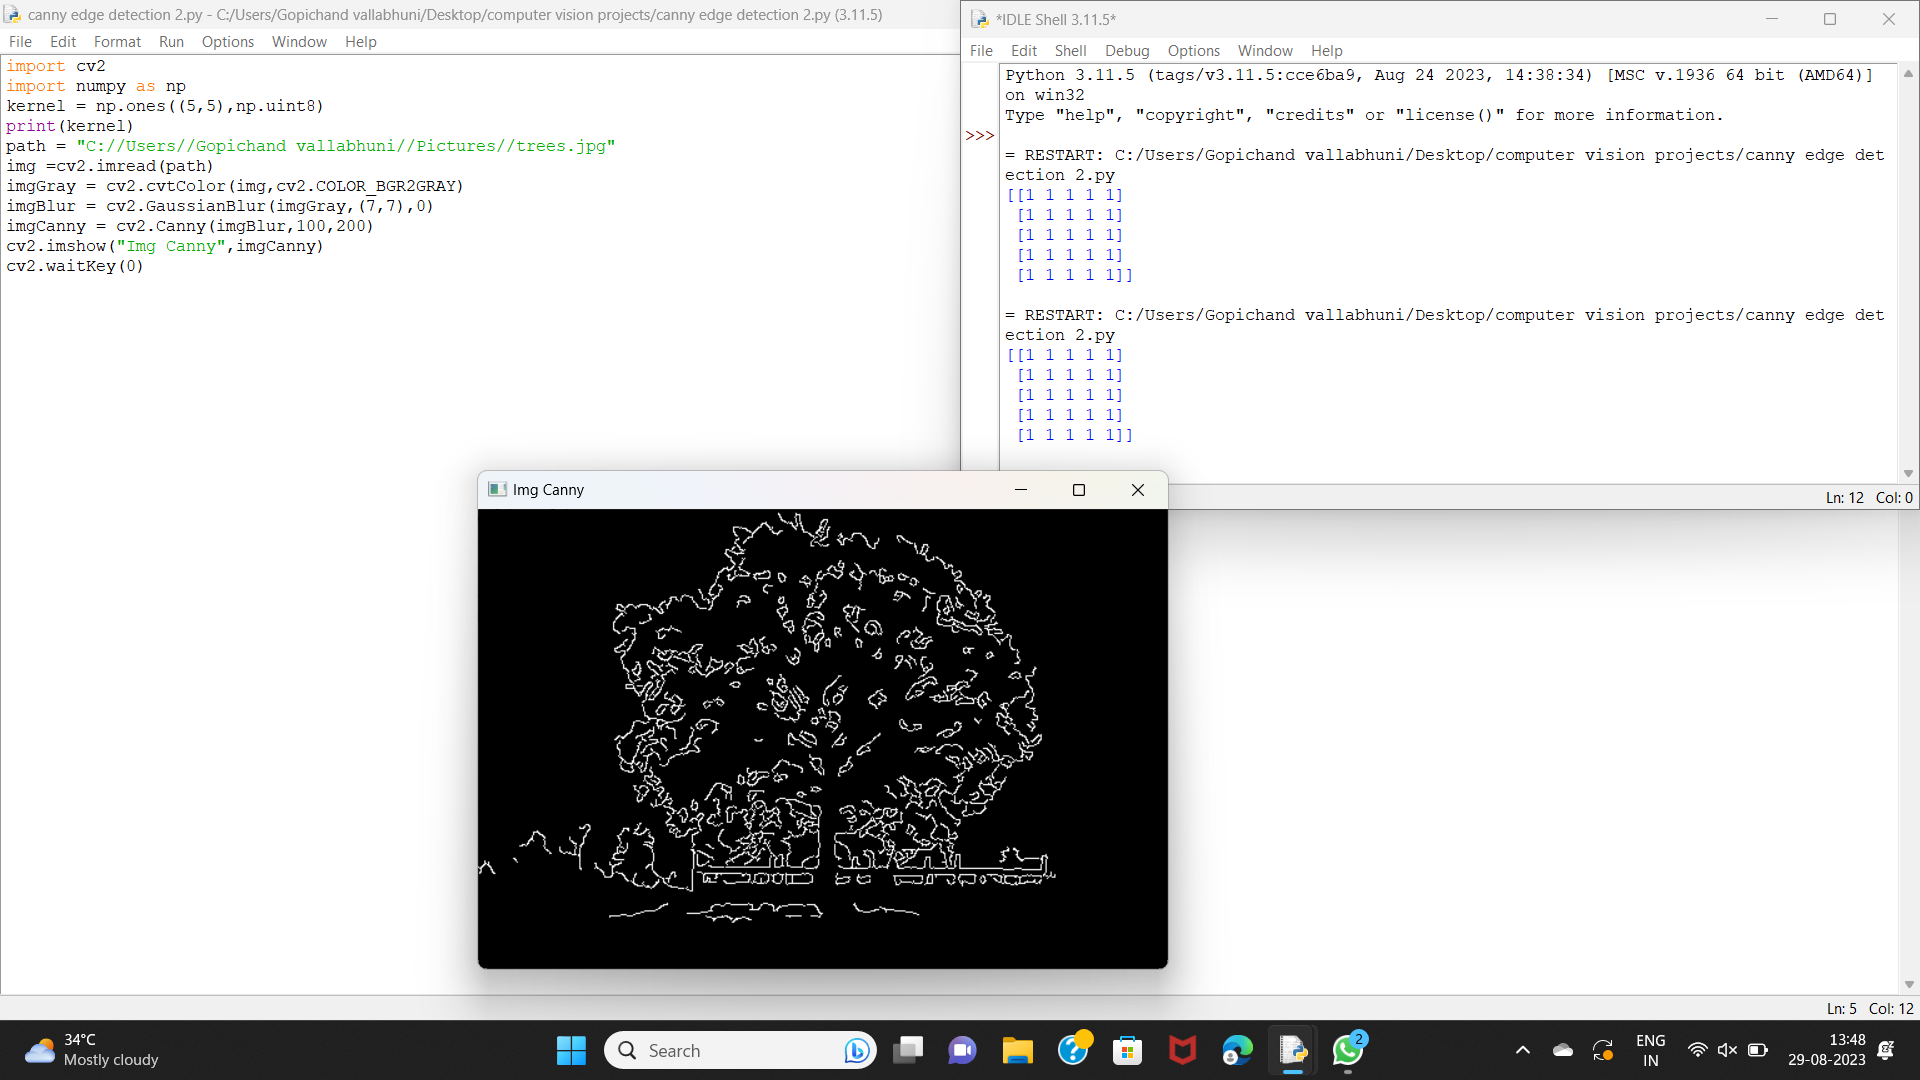 canny edge detection 2.py - C:/Users/Gopichand vallabhuni/Desktop/computer vision projects/canny edge detection 2.py (3.11.5)
File Edit Format Run Options Window Help
import cv2
import numpy as np
kernel = np.ones((5,5),np.uint8)
print(kernel)
path = "C://Users//Gopichand vallabhuni//Pictures//trees.jpg"
img =cv2.imread(path)
imgGray = cv2.cvtColor(img,cv2.COLOR_BGR2GRAY)
imgBlur = cv2.GaussianBlur(imgGray,(7,7),0)
imgCanny = cv2.Canny(imgBlur,100,200)
cv2.imshow("Img Canny",imgCanny)
cv2.waitKey(0)
*IDLE Shell 3.11.5*
File Edit Shell Debug Options Window Help
Python 3.11.5 (tags/v3.11.5:cce6ba9, Aug 24 2023, 14:38:34) [MSC v.1936 64 bit (AMD64)]
on win32
Type "help", "copyright", "credits" or "license()" for more information.
>>>
= RESTART: C:/Users/Gopichand vallabhuni/Desktop/computer vision projects/canny edge det
ection 2.py
[[1 1 1 1 1]
[1 1 1 1 1]
[1 1 1 1 1]
[1 1 1 1 1]
[1 1 1 1 1]]
= RESTART: C:/Users/Gopichand vallabhuni/Desktop/computer vision projects/canny edge det
ection 2.py
[[1 1 1 1 1]
[1 1 1 1 1]
[1 1 1 1 1]
[1 1 1 1 1]
[1 1 1 1 1]]
Ln: 12 Col: 0
Img Canny
Ln: 5 Col: 12
34°C
Mostly cloudy
Search
2
ENG
IN
13:48
29-08-2023